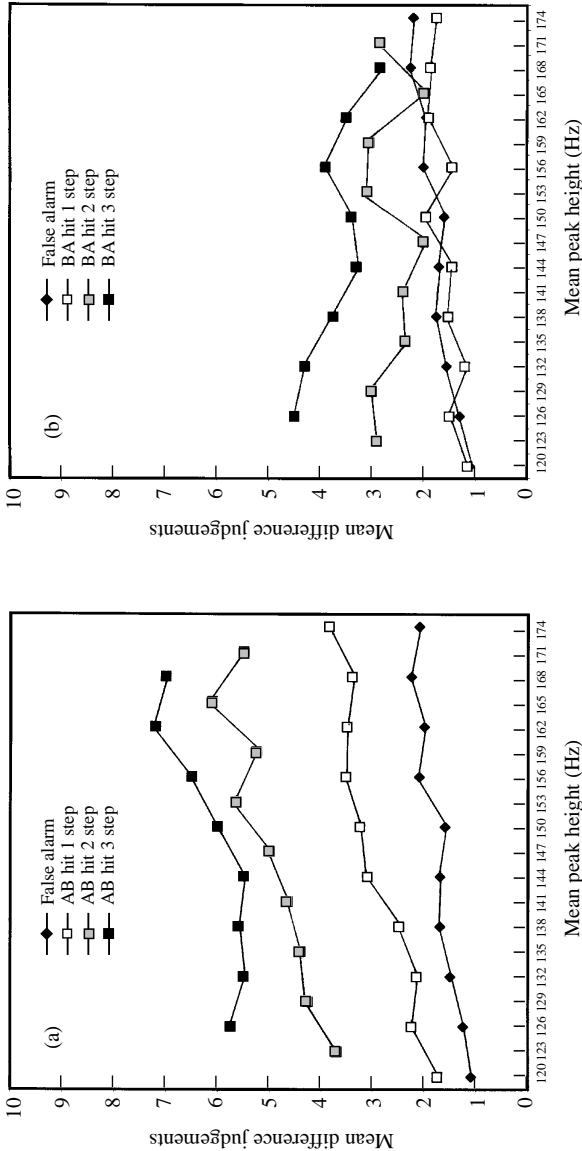 (a)
False alarm
AB hit 1 step
AB hit 2 step
AB hit 3 step
Mean difference judgements
10
9
8
7
6
5
4
3
2
1
120 123 126 129 132 135 138 141 144 147 150 153 156 159 162 165 168 171 174
Mean peak height (Hz)
(b)
False alarm
BA hit 1 step
BA hit 2 step
BA hit 3 step
Mean difference judgements
10
9
8
7
6
5
4
3
2
1
120 123 126 129 132 135 138 141 144 147 150 153 156 159 162 165 168 171 174
Mean peak height (Hz)